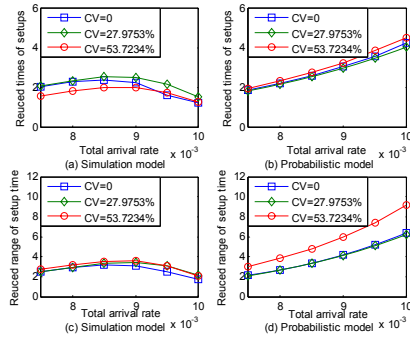 Reuced times of setups
6
4
2
0
CV=0
CV=27.9753%
CV=53.7234%
8
9
10
Total arrival rate
x 10⁻³
(a) Simulation model
Reuced times of setups
6
4
2
0
CV=0
CV=27.9753%
CV=53.7234%
8
9
10
Total arrival rate
x 10⁻³
(b) Probabilistic model
Reuced range of setup time
12
10
8
6
4
2
0
CV=0
CV=27.9753%
CV=53.7234%
8
9
10
Total arrival rate
x 10⁻³
(c) Simulation model
Reuced range of setup time
12
10
8
6
4
2
0
CV=0
CV=27.9753%
CV=53.7234%
8
9
10
Total arrival rate
x 10⁻³
(d) Probabilistic model